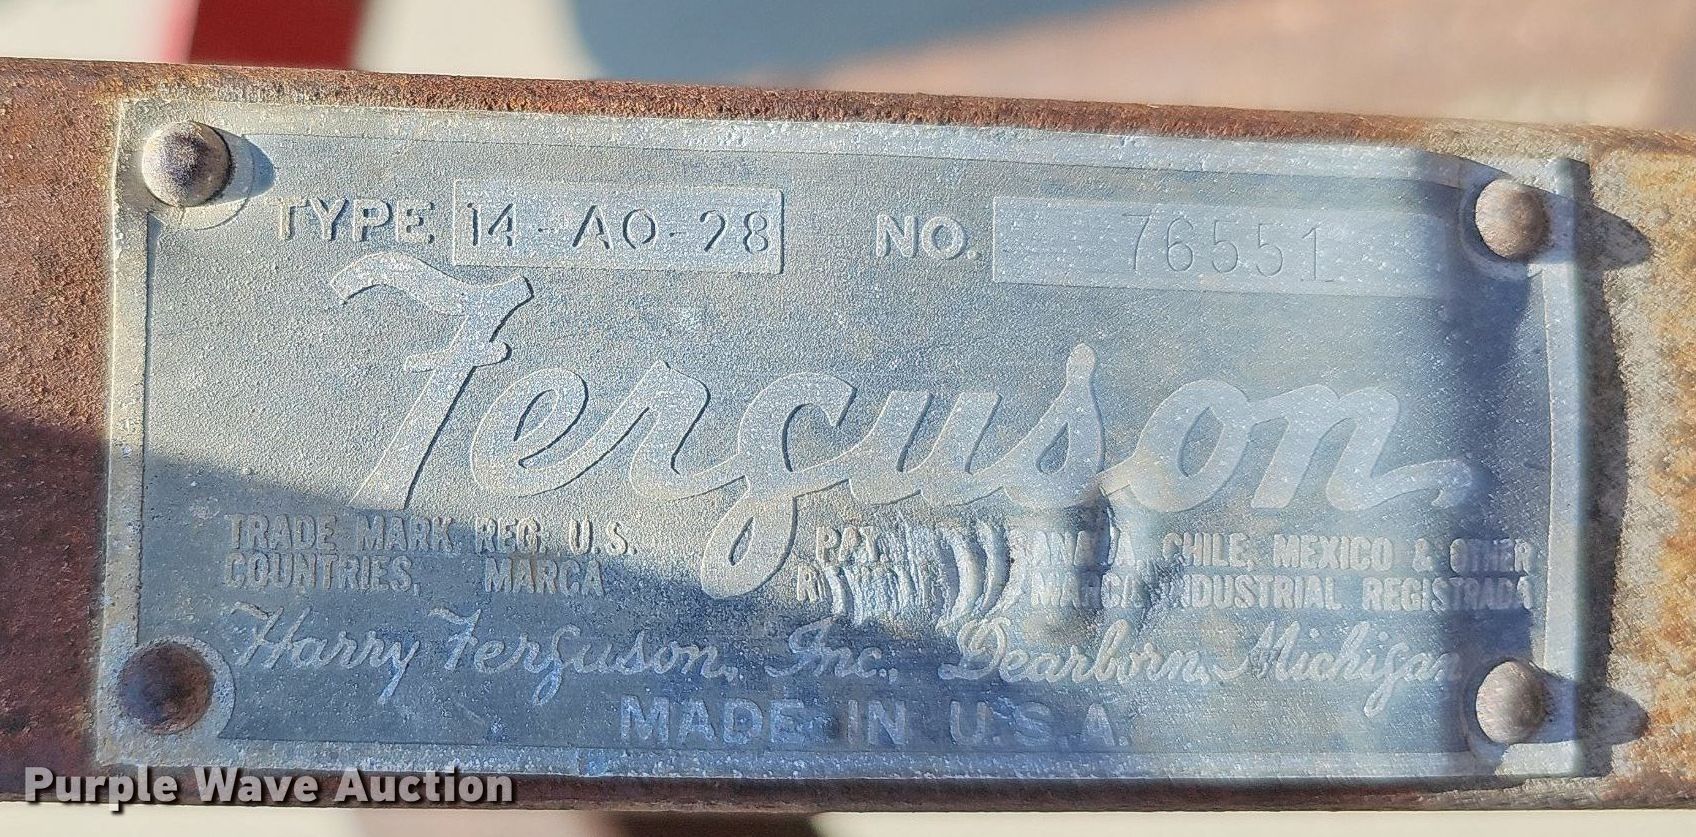 TYPE 14-AO-28 NO. 76551
Ferguson
TRADE MARK REG. U.S. PAT. CANADA, CHILE, MEXICO & OTHER
COUNTRIES, MARCA INDUSTRIAL REGISTRADA
Harry Ferguson, Inc., Dearborn, Michigan
MADE IN U.S.A.
Purple Wave Auction